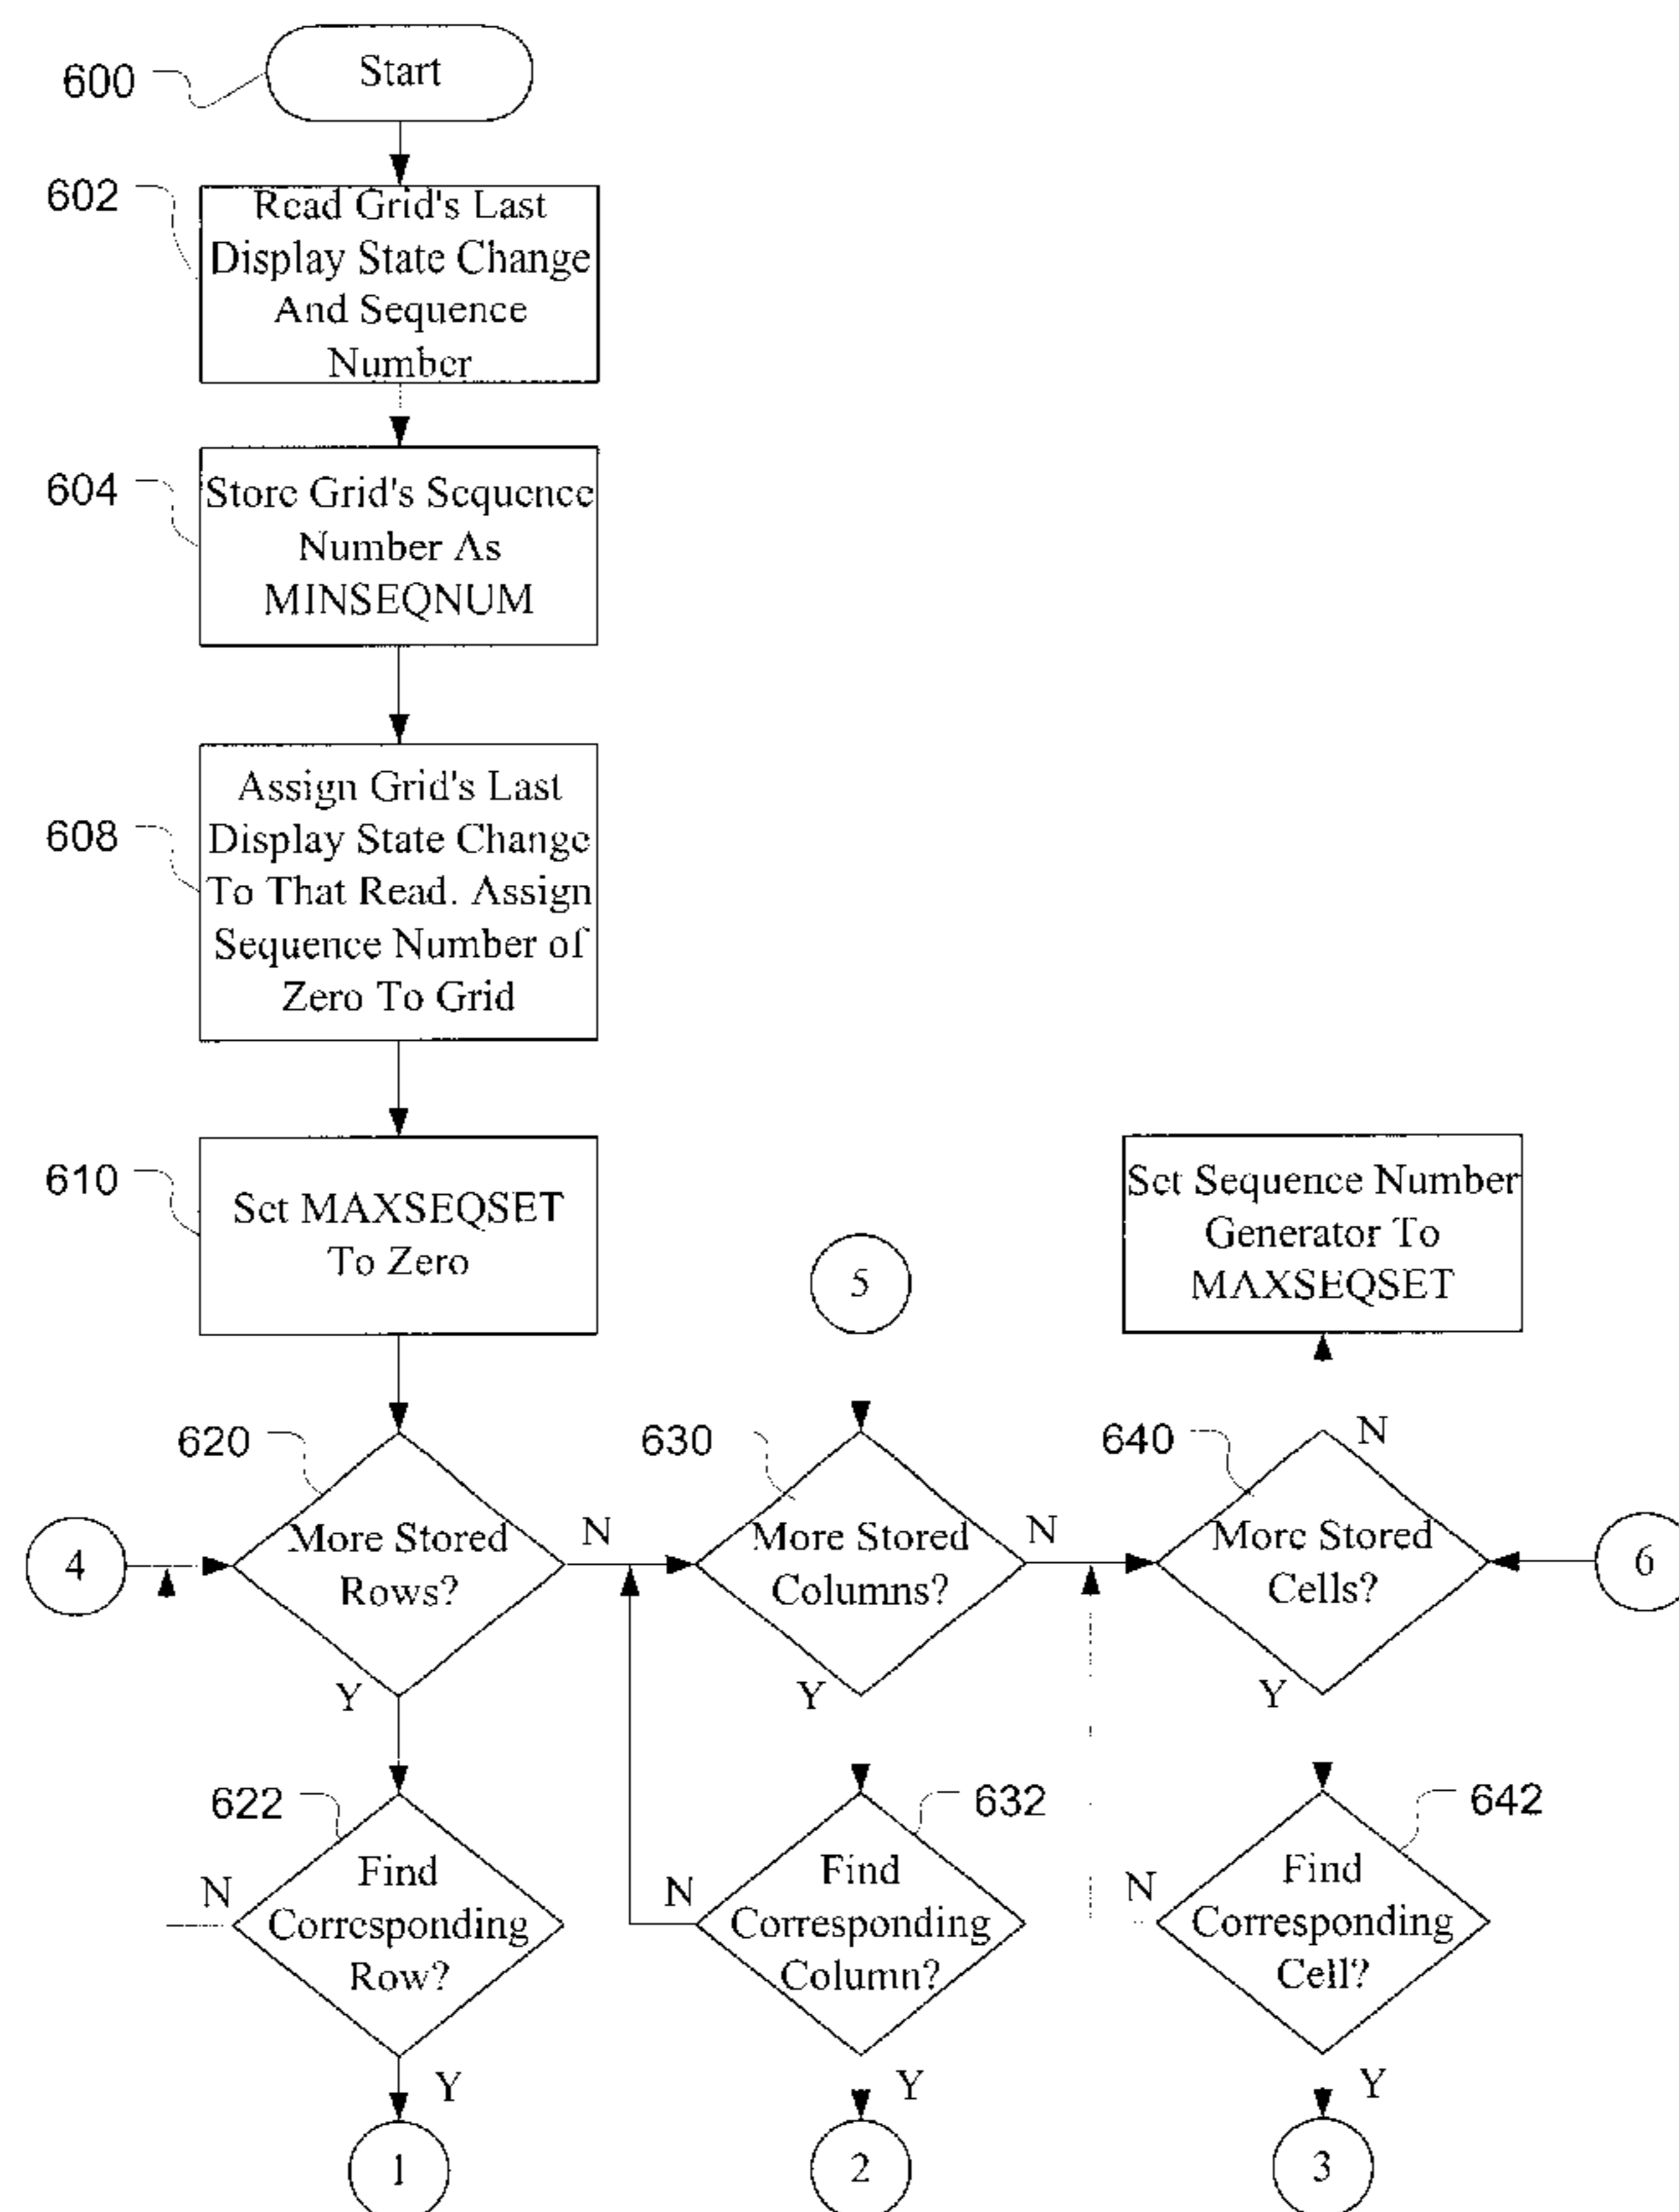 600
Start
602
Read Grid's Last
Display State Change
And Sequence
Number
604
Store Grid's Sequence
Number As
MINSEQNUM
608
Assign Grid's Last
Display State Change
To That Read. Assign
Sequence Number of
Zero To Grid
610
Set MAXSEQSET
To Zero
5
Set Sequence Number
Generator To
MAXSEQSET
620
630
640
N
4
More Stored
Rows?
N
More Stored
Columns?
N
More Stored
Cells?
6
Y
Y
Y
622
632
642
N
Find
Corresponding
Row?
N
Find
Corresponding
Column?
N
Find
Corresponding
Cell?
Y
Y
Y
1
2
3